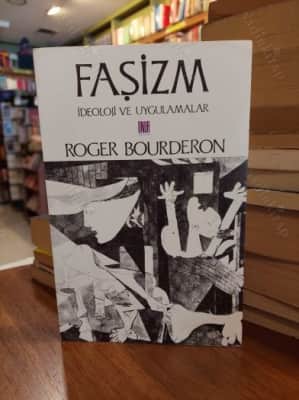 FAŞİZM
İDEOLOJİ VE UYGULAMALAR
ROGER BOURDERON